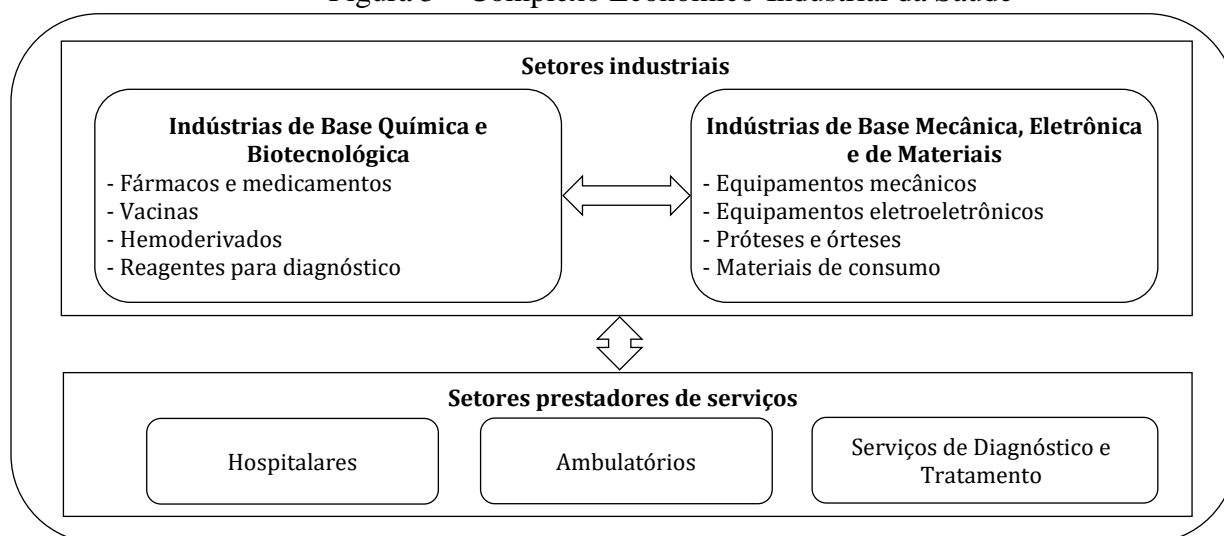 Figura 3 – Complexo Econômico-Industrial da Saúde
Setores industriais
Indústrias de Base Química e
Biotecnológica
- Fármacos e medicamentos
- Vacinas
- Hemoderivados
- Reagentes para diagnóstico
Indústrias de Base Mecânica, Eletrônica
e de Materiais
- Equipamentos mecânicos
- Equipamentos eletroeletrônicos
- Próteses e órteses
- Materiais de consumo
Setores prestadores de serviços
Hospitalares
Ambulatórios
Serviços de Diagnóstico e
Tratamento